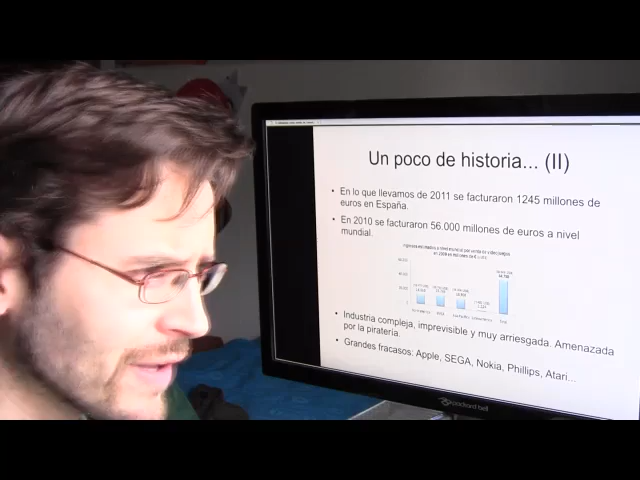 Un poco de historia... (II)
• En lo que llevamos de 2011 se facturaron 1245 millones de
euros en España.
• En 2010 se facturaron 56.000 millones de euros a nivel
mundial.
• Industria compleja, imprevisible y muy arriesgada. Amenazada
por la piratería.
• Grandes fracasos: Apple, SEGA, Nokia, Phillips, Atari...
packard bell